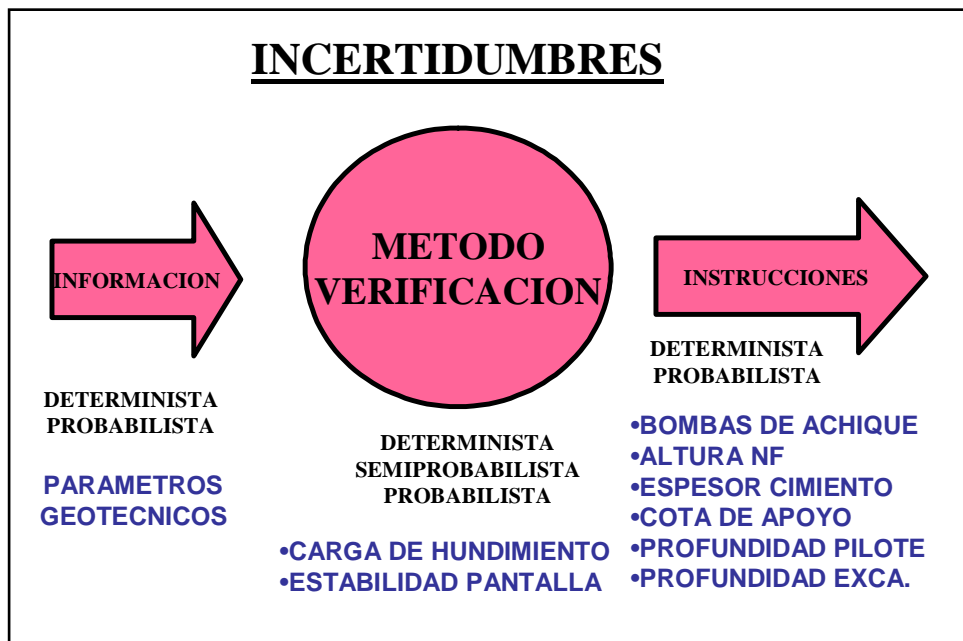 INCERTIDUMBRES
INFORMACION
DETERMINISTA
PROBABILISTA
PARAMETROS
GEOTECNICOS
METODO
VERIFICACION
DETERMINISTA
SEMIPROBABILISTA
PROBABILISTA
•CARGA DE HUNDIMIENTO
•ESTABILIDAD PANTALLA
INSTRUCCIONES
DETERMINISTA
PROBABILISTA
•BOMBAS DE ACHIQUE
•ALTURA NF
•ESPESOR CIMIENTO
•COTA DE APOYO
•PROFUNDIDAD PILOTE
•PROFUNDIDAD EXCA.